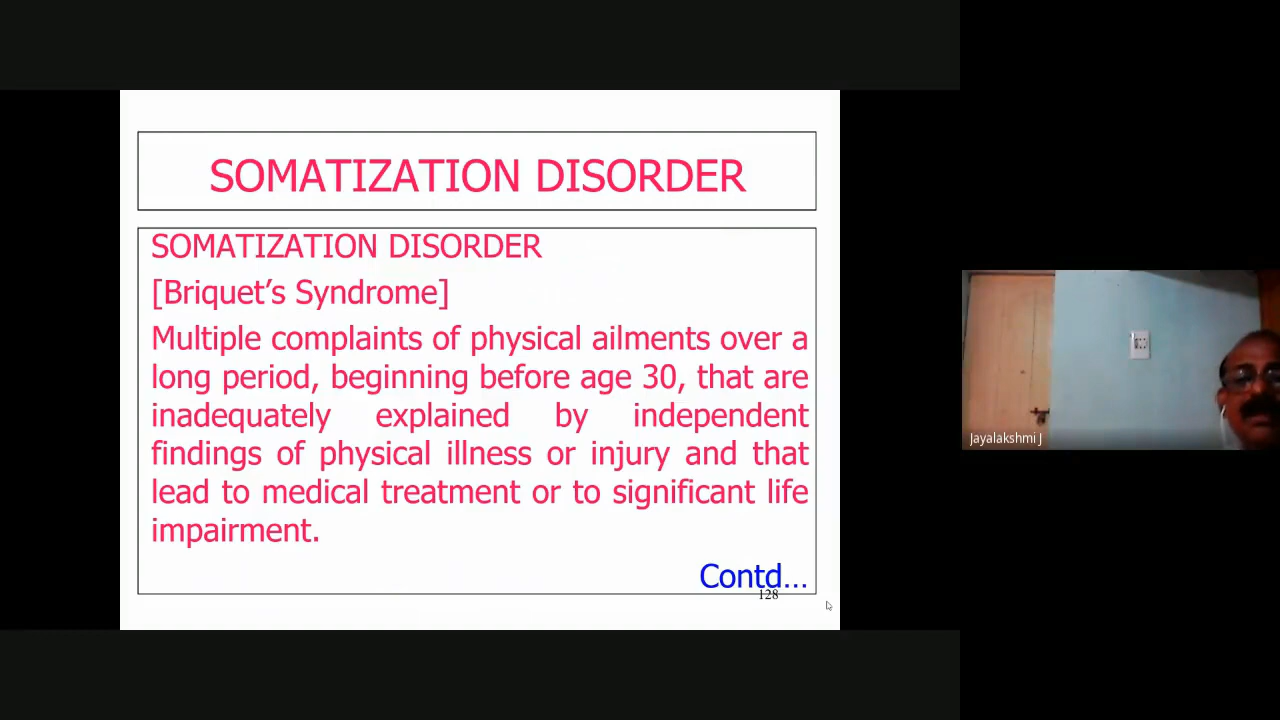 SOMATIZATION DISORDER
SOMATIZATION DISORDER
[Briquet’s Syndrome]
Multiple complaints of physical ailments over a
long period, beginning before age 30, that are
inadequately explained by independent
findings of physical illness or injury and that
lead to medical treatment or to significant life
impairment.
Contd...
128
Jayalakshmi J